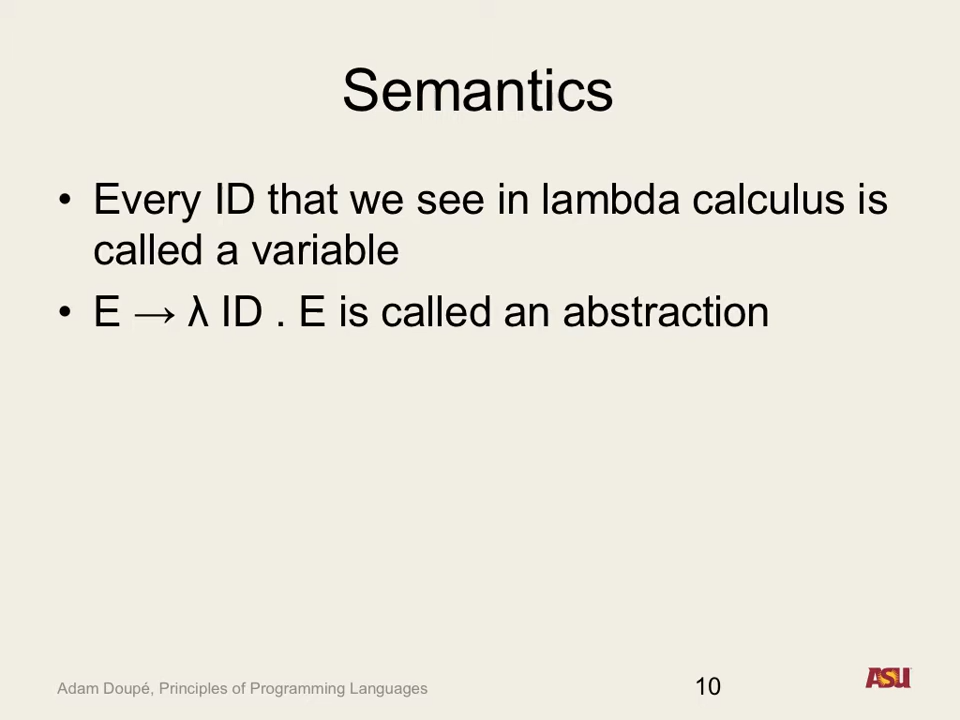 Semantics
• Every ID that we see in lambda calculus is
called a variable
• E → λ ID . E is called an abstraction
Adam Doupé, Principles of Programming Languages
10
ASU